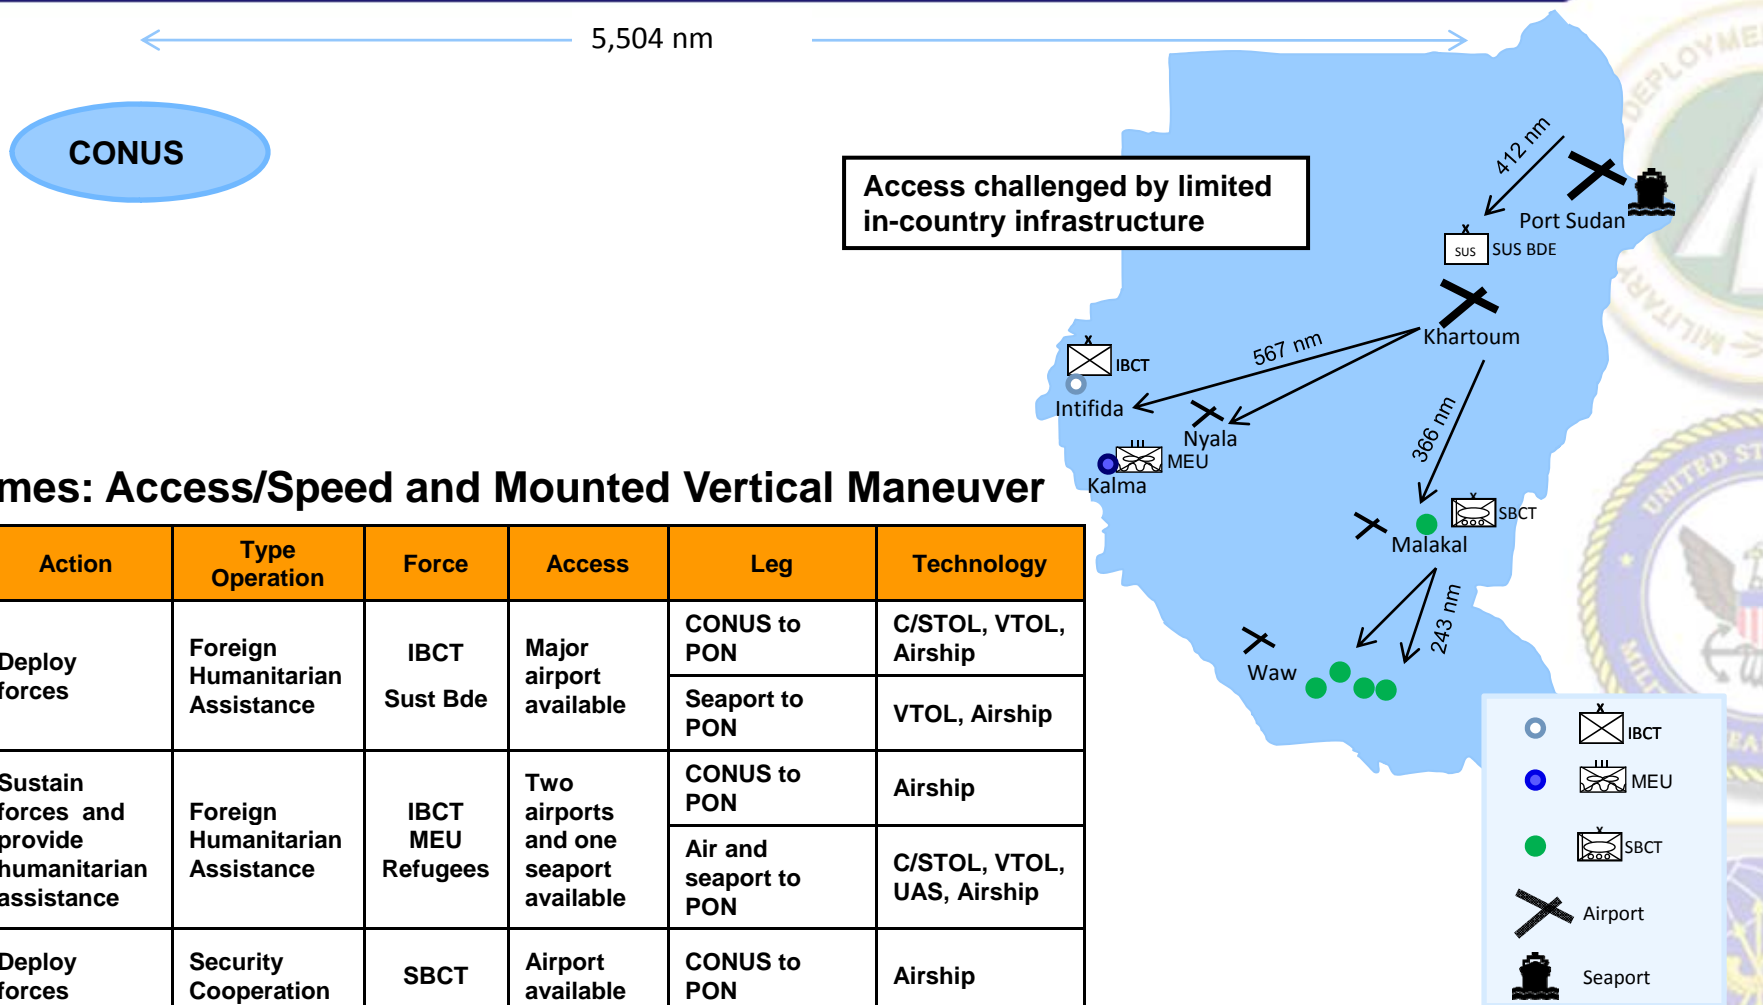 5,504 nm
CONUS
Access challenged by limited
in-country infrastructure
412 nm
Port Sudan
x
SUS
SUS BDE
Khartoum
567 nm
x
IBCT
Intifida
Nyala
MEU
Kalma
366 nm
SBCT
Malakal
243 nm
Waw
mes: Access/Speed and Mounted Vertical Maneuver
Action
Type
Operation
Force
Access
Leg
Technology
Deploy
forces
Foreign
Humanitarian
Assistance
IBCT
Sust Bde
Major
airport
available
CONUS to
PON
C/STOL, VTOL,
Airship
Seaport to
PON
VTOL, Airship
Sustain
forces and
provide
humanitarian
assistance
Foreign
Humanitarian
Assistance
IBCT
MEU
Refugees
Two
airports
and one
seaport
available
CONUS to
PON
Airship
Air and
seaport to
PON
C/STOL, VTOL,
UAS, Airship
Deploy
forces
Security
Cooperation
SBCT
Airport
available
CONUS to
PON
Airship
x
IBCT
MEU
SBCT
Airport
Seaport